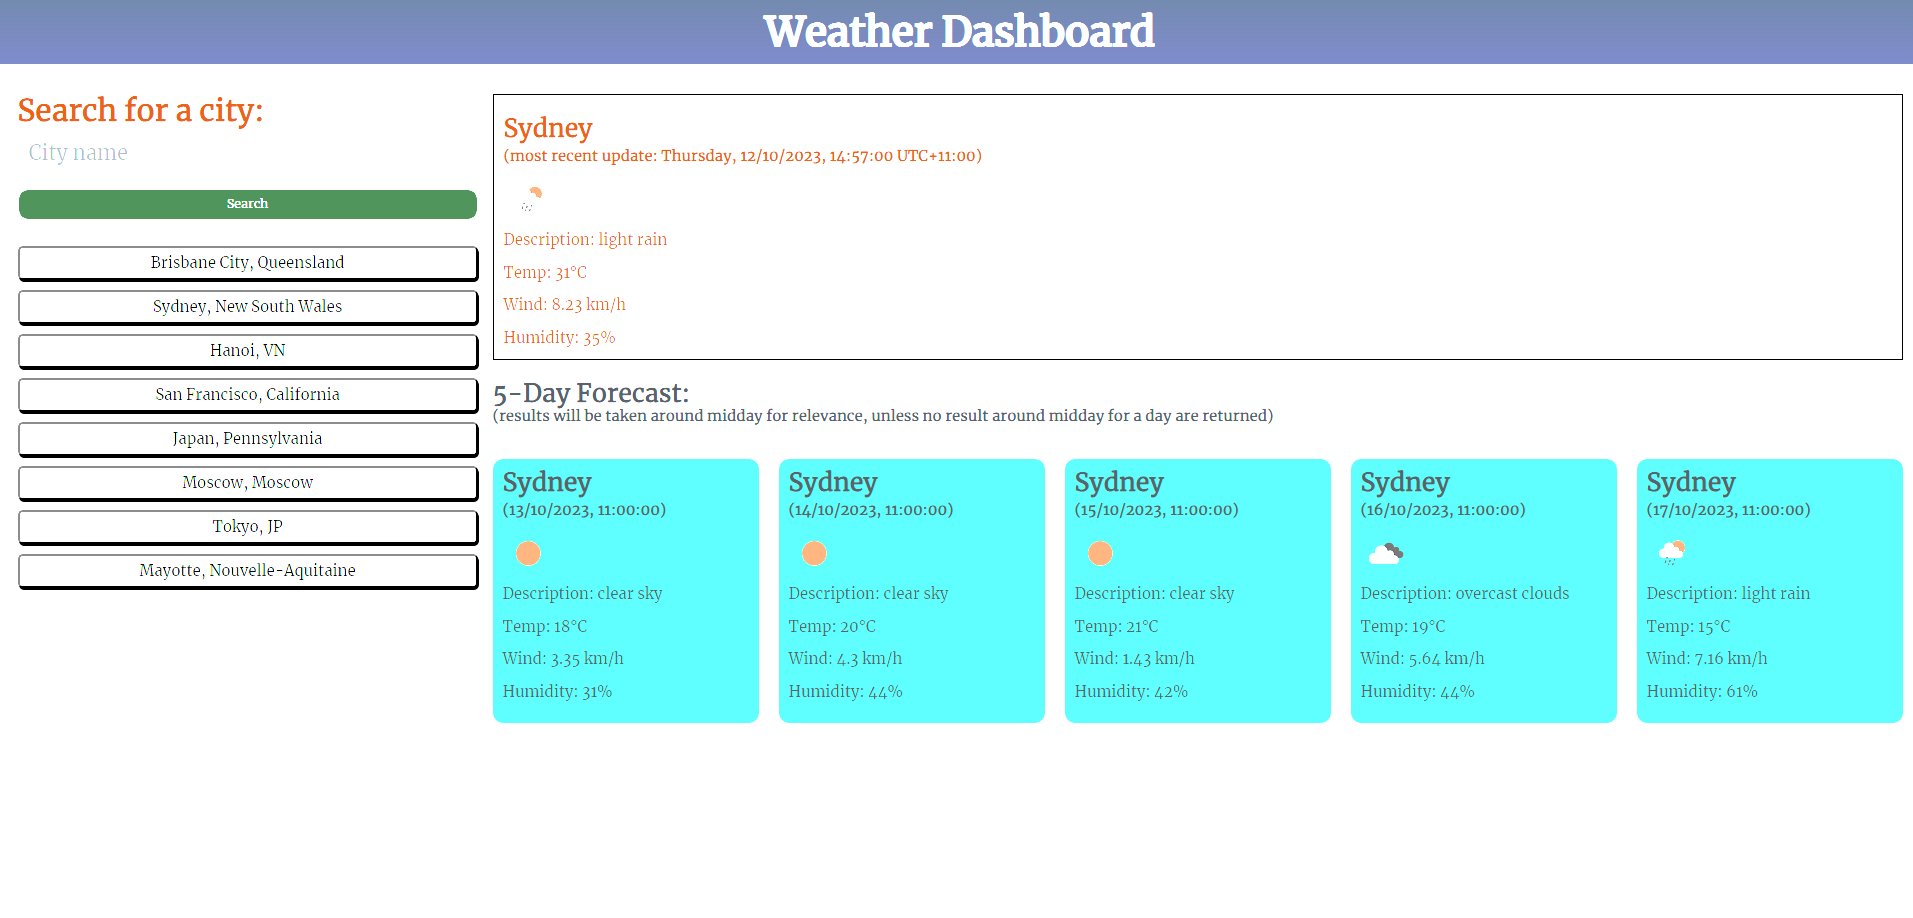 Weather Dashboard
Search for a city:
City name
Search
Brisbane City, Queensland
Sydney, New South Wales
Hanoi, VN
San Francisco, California
Japan, Pennsylvania
Moscow, Moscow
Tokyo, JP
Mayotte, Nouvelle-Aquitaine
Sydney
(most recent update: Thursday, 12/10/2023, 14:57:00 UTC+11:00)
Description: light rain
Temp: 31°C
Wind: 8.23 km/h
Humidity: 35%
5-Day Forecast:
(results will be taken around midday for relevance, unless no result around midday for a day are returned)
Sydney
(13/10/2023, 11:00:00)
Description: clear sky
Temp: 18°C
Wind: 3.35 km/h
Humidity: 31%
Sydney
(14/10/2023, 11:00:00)
Description: clear sky
Temp: 20°C
Wind: 4.3 km/h
Humidity: 44%
Sydney
(15/10/2023, 11:00:00)
Description: clear sky
Temp: 21°C
Wind: 1.43 km/h
Humidity: 42%
Sydney
(16/10/2023, 11:00:00)
Description: overcast clouds
Temp: 19°C
Wind: 5.64 km/h
Humidity: 44%
Sydney
(17/10/2023, 11:00:00)
Description: light rain
Temp: 15°C
Wind: 7.16 km/h
Humidity: 61%